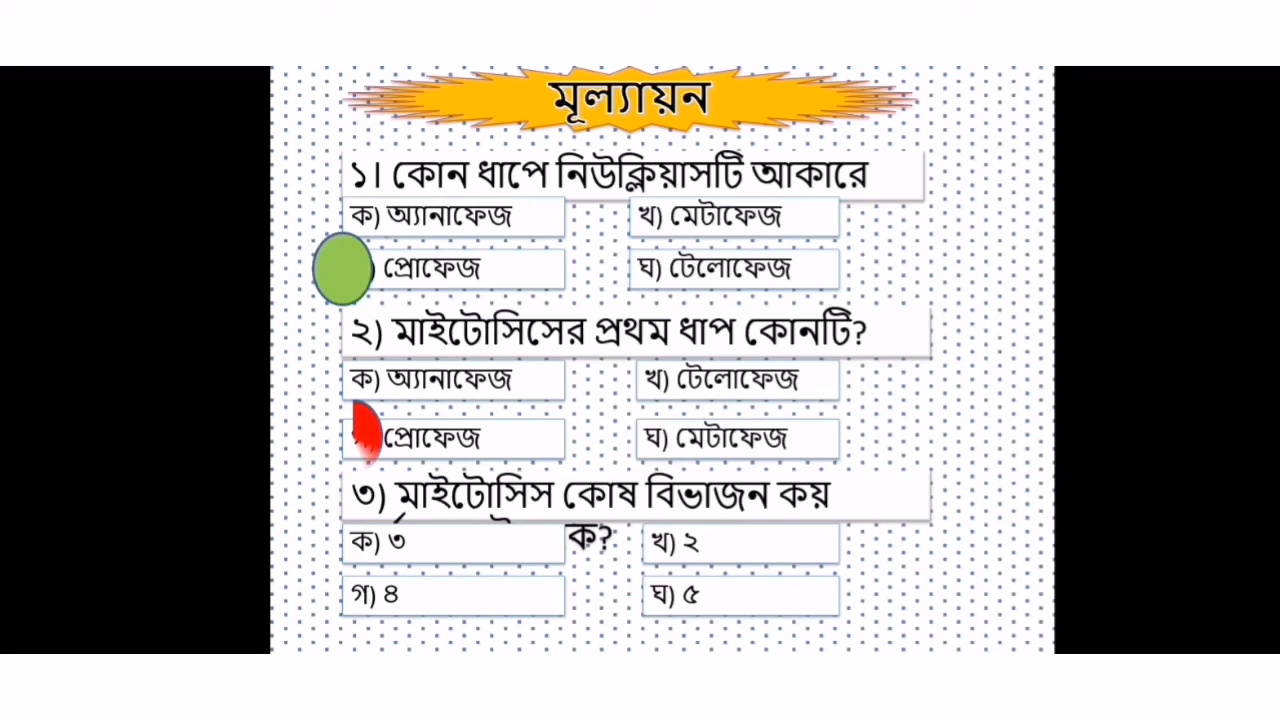 মূল্যায়ন
১। কোন ধাপে নিউক্লিয়াসটি আকারে
ক) অ্যানাফেজ খ) মেটাফেজ
) প্রোফেজ ঘ) টেলোফেজ
২) মাইটোসিসের প্রথম ধাপ কোনটি?
ক) অ্যানাফেজ খ) টেলোফেজ
প্রোফেজ ঘ) মেটাফেজ
৩) মাইটোসিস কোষ বিভাজন কয়
ক?
ক) ৩ খ) ২
গ) ৪ ঘ) ৫